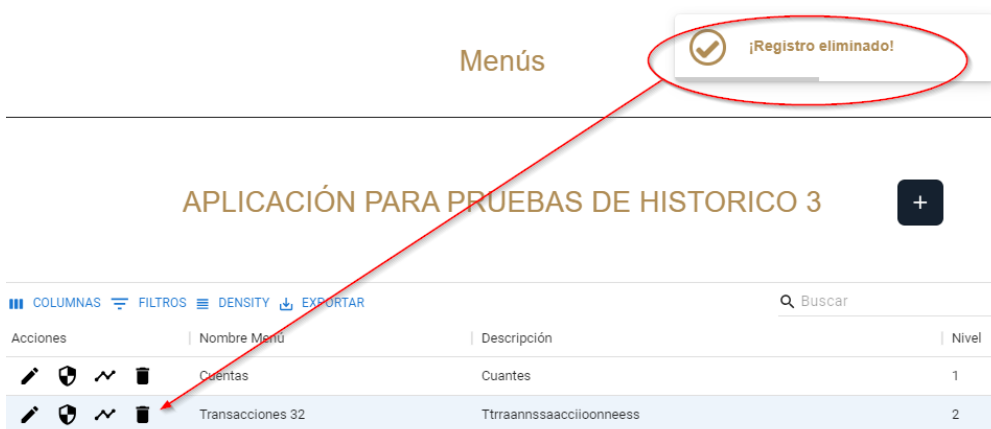 ¡Registro eliminado!
Menús
APLICACIÓN PARA PRUEBAS DE HISTORICO 3
+
COLUMNAS FILTROS DENSITY EXPORTAR Buscar
Acciones Nombre Menú Descripción Nivel
Cuentas Cuantes 1
Transacciones 32 Ttrraannssaacciioonneess 2